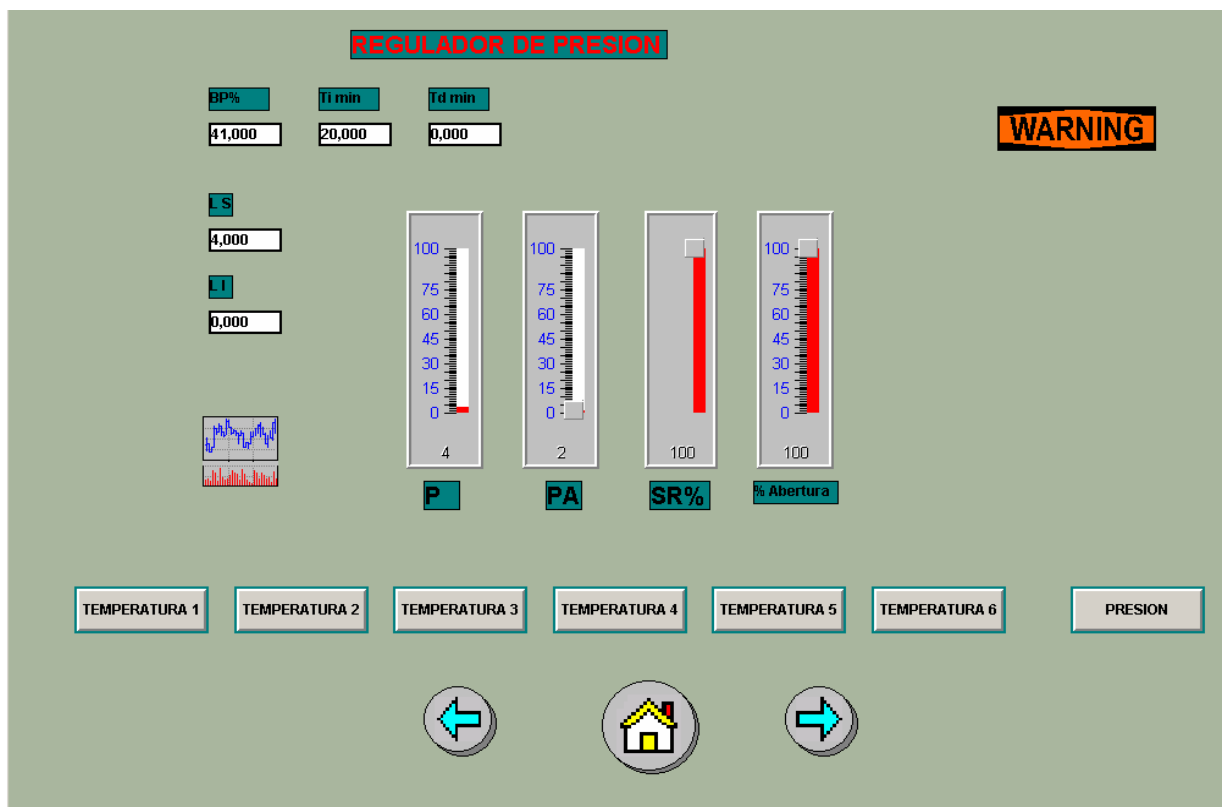 REGULADOR DE PRESION
BP% Ti min Td min
41,000 20,000 0,000
WARNING
L S
4,000
L I
0,000
100 100 100
75 75 75
60 60 60
45 45 45
30 30 30
15 15 15
0 0 0
4 2 100 100
P PA SR% % Abertura
TEMPERATURA 1 TEMPERATURA 2 TEMPERATURA 3 TEMPERATURA 4 TEMPERATURA 5 TEMPERATURA 6 PRESION